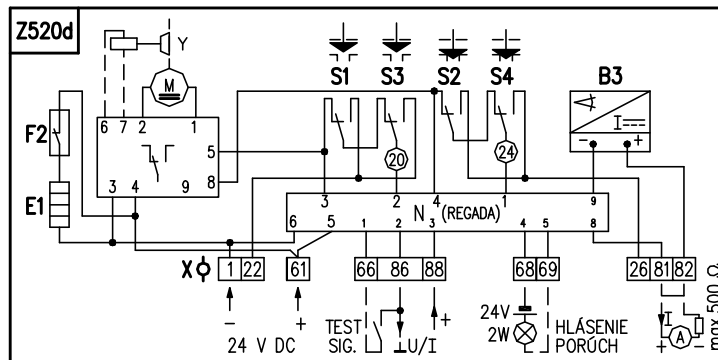 Z520d
Y
M
S1 S3 S2 S4 B3
6 7 2 1
I
- +
F2
20 24
5
8
E1
3 4 9
3 2 4 1 9
N (REGADA)
6 5 1 2 3 4 5 8
X 1 22 61 66 86 88 68 69 26 81 82
- +
24 V DC
TEST
SIG.
U/I
+
24V
2W
HLÁSENIE
PORÚCH
I
A
+ -
max.500 Ω